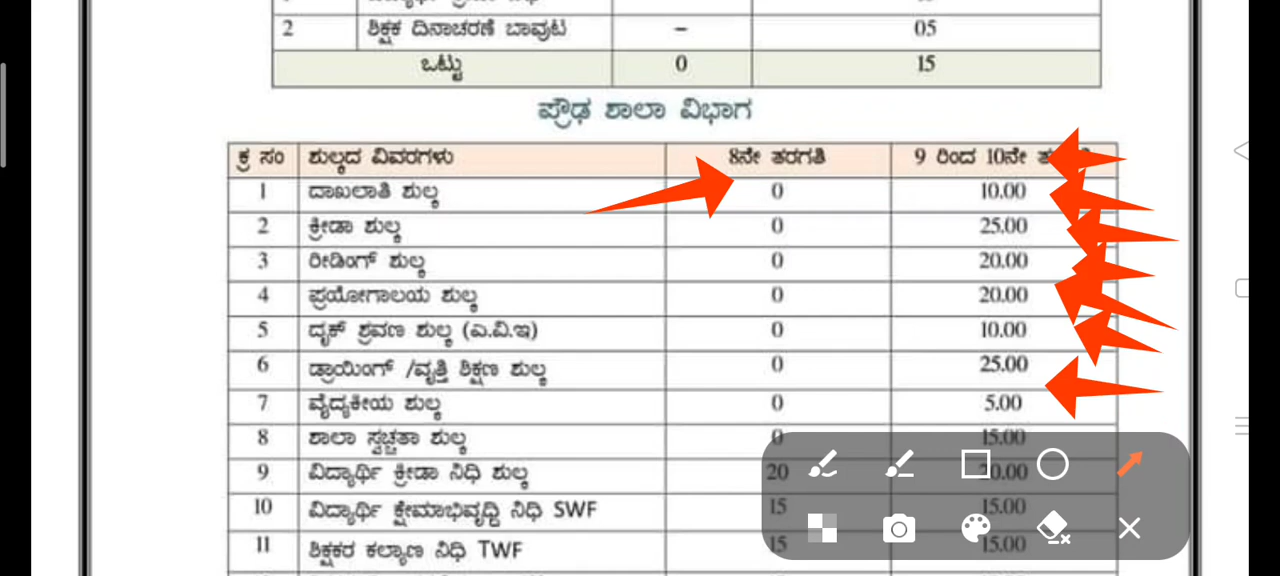 2 ಶಿಕ್ಷಕ ದಿನಾಚರಣೆ ಬಾವುಟ – 05
ಒಟ್ಟು 0 15
ಪ್ರೌಢ ಶಾಲಾ ವಿಭಾಗ
ಕ್ರ ಸಂ ಶುಲ್ಕದ ವಿವರಗಳು 8ನೇ ತರಗತಿ 9 ರಿಂದ 10ನೇ
1 ದಾಖಲಾತಿ ಶುಲ್ಕ 0 10.00
2 ಕ್ರೀಡಾ ಶುಲ್ಕ 0 25.00
3 ರೀಡಿಂಗ್ ಶುಲ್ಕ 0 20.00
4 ಪ್ರಯೋಗಾಲಯ ಶುಲ್ಕ 0 20.00
5 ದೃಕ್ ಶ್ರವಣ ಶುಲ್ಕ (ಎ.ವಿ.ಇ) 0 10.00
6 ಡ್ರಾಯಿಂಗ್ /ವೃತ್ತಿ ಶಿಕ್ಷಣ ಶುಲ್ಕ 0 25.00
7 ವೈದ್ಯಕೀಯ ಶುಲ್ಕ 0 5.00
8 ಶಾಲಾ ಸ್ವಚ್ಚತಾ ಶುಲ್ಕ 0 15.00
9 ವಿದ್ಯಾರ್ಥಿ ಕ್ರೀಡಾ ನಿಧಿ ಶುಲ್ಕ 20
10 ವಿದ್ಯಾರ್ಥಿ ಕ್ಷೇಮಾಭಿವೃದ್ಧಿ ನಿಧಿ SWF 15 15.00
11 ಶಿಕ್ಷಕರ ಕಲ್ಯಾಣ ನಿಧಿ TWF 15 15.00